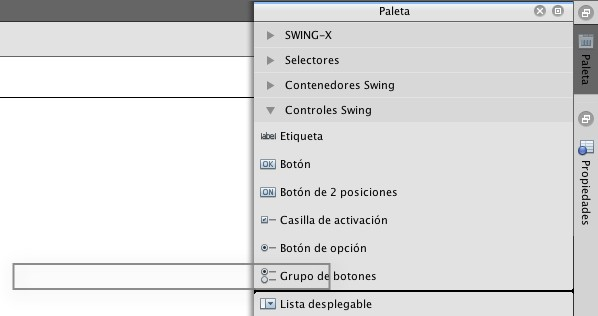 Paleta
SWING-X
Selectores
Contenedores Swing
Controles Swing
label Etiqueta
OK Botón
ON Botón de 2 posiciones
Casilla de activación
Botón de opción
Grupo de botones
Lista desplegable
Paleta
Propiedades